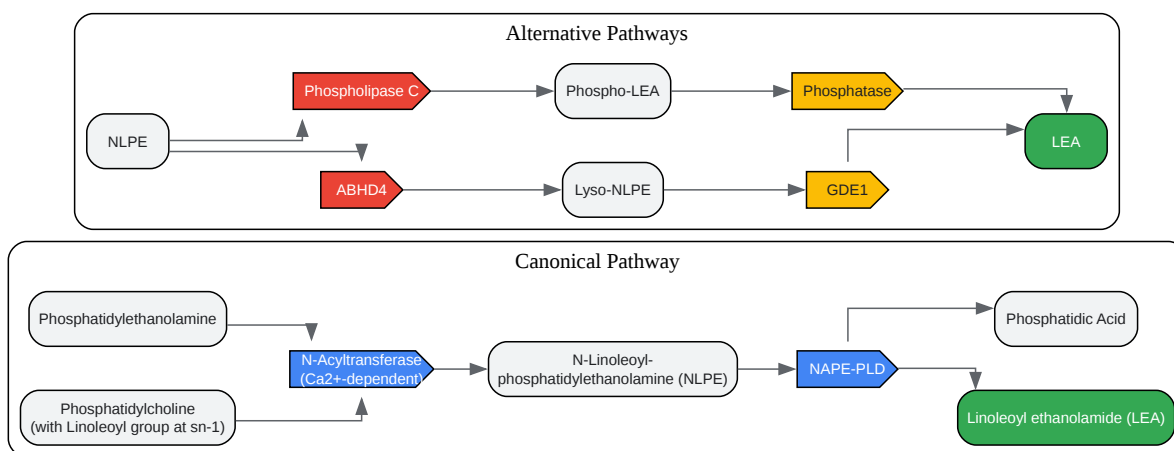 Alternative Pathways
Phospholipase C
Phospho-LEA
Phosphatase
NLPE
LEA
ABHD4
Lyso-NLPE
GDE1
Canonical Pathway
Phosphatidylethanolamine
Phosphatidic Acid
N-Acyltransferase
(Ca2+-dependent)
N-Linoleoyl-
phosphatidylethanolamine (NLPE)
NAPE-PLD
Phosphatidylcholine
(with Linoleoyl group at sn-1)
Linoleoyl ethanolamide (LEA)